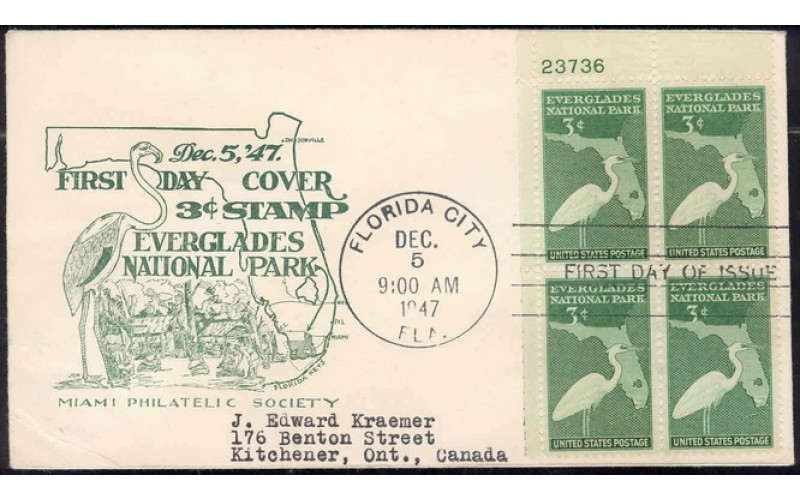 JACKSONVILLE
Dec. 5, '47.
FIRST DAY COVER
3¢ STAMP
EVERGLADES
NATIONAL PARK
MIAMI
FLORIDA KEYS
MIAMI PHILATELIC SOCIETY
FLORIDA CITY
DEC.
5
9:00 AM
1947
FLA.
J. Edward Kraemer
176 Benton Street
Kitchener, Ont., Canada
23736
EVERGLADES
NATIONAL PARK
3¢
UNITED STATES POSTAGE
EVERGLADES
NATIONAL PARK
3¢
UNITED STATES POSTAGE
FIRST DAY OF ISSUE
EVERGLADES
NATIONAL PARK
3¢
UNITED STATES POSTAGE
EVERGLADES
NATIONAL PARK
3¢
UNITED STATES POSTAGE